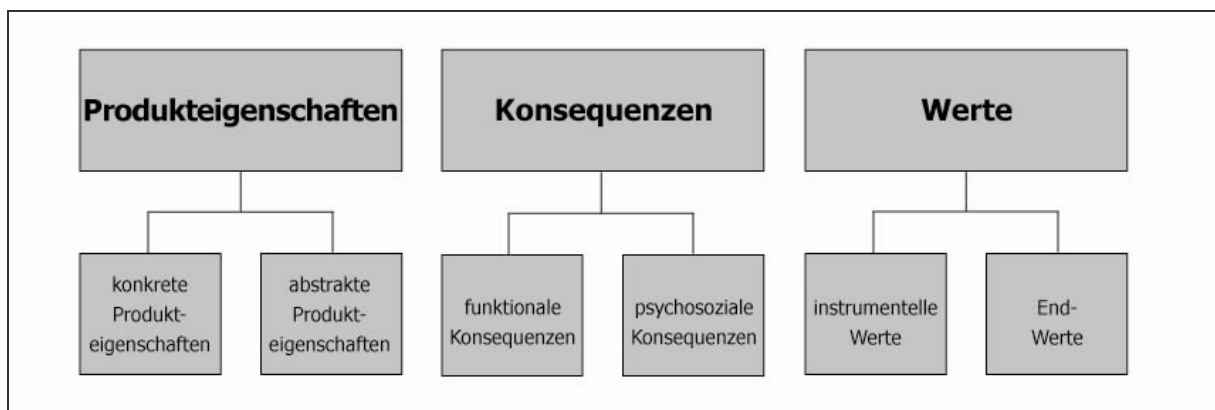 Produkteigenschaften
Konsequenzen
Werte
konkrete
Produkt-
eigenschaften
abstrakte
Produkt-
eigenschaften
funktionale
Konsequenzen
psychosoziale
Konsequenzen
instrumentelle
Werte
End-
Werte